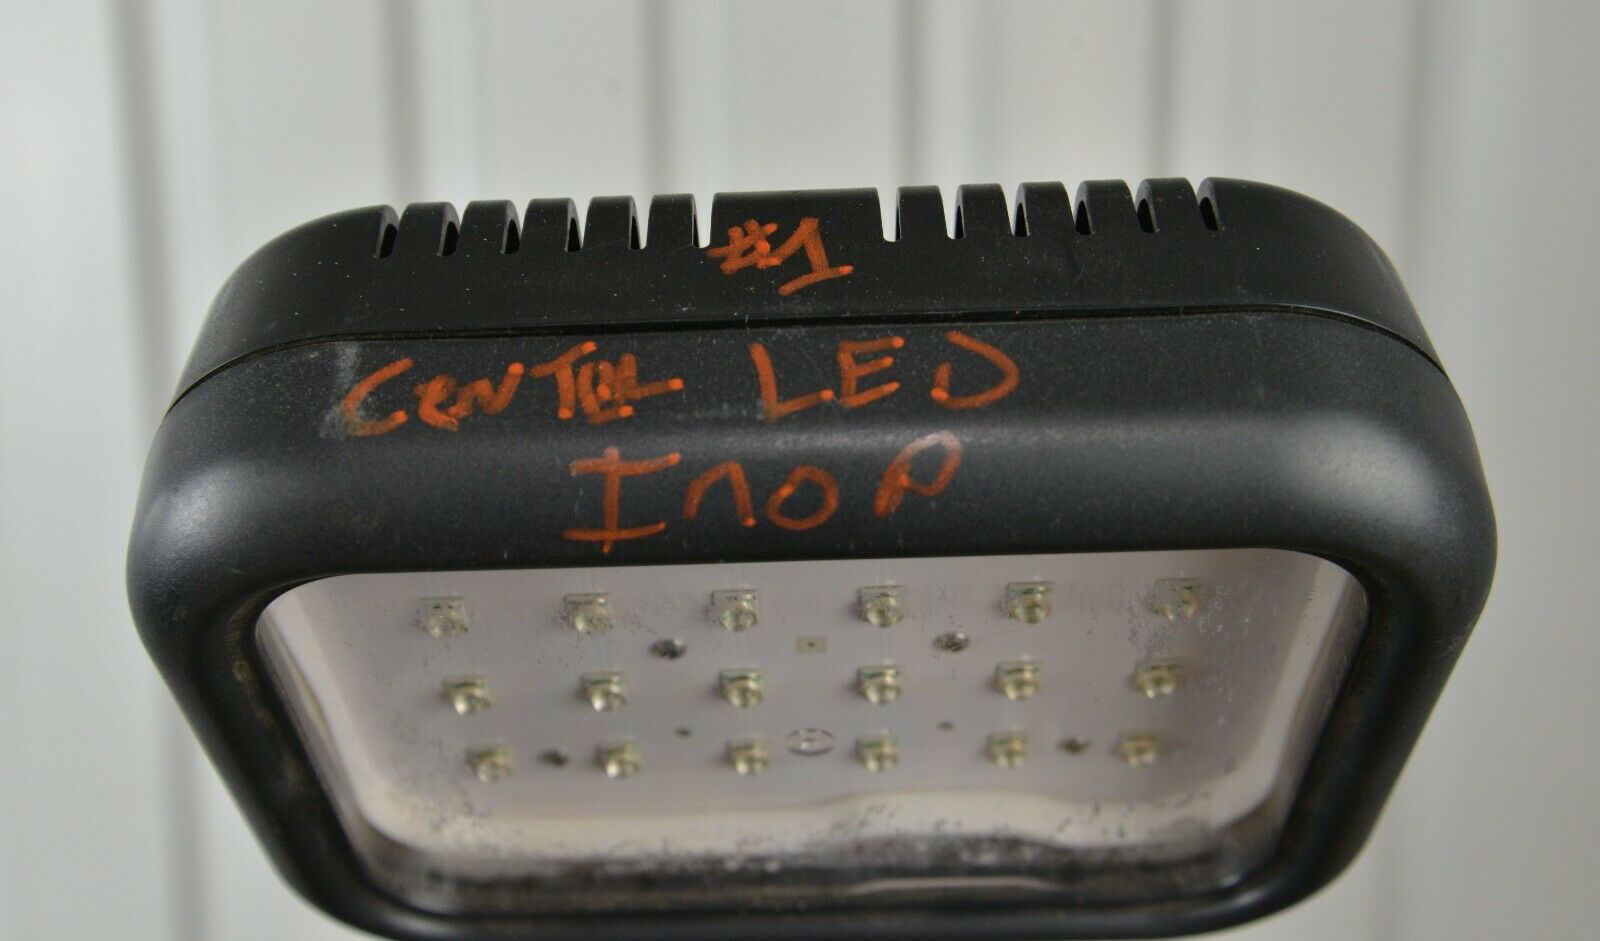 #1
CenTeR LED
InoP